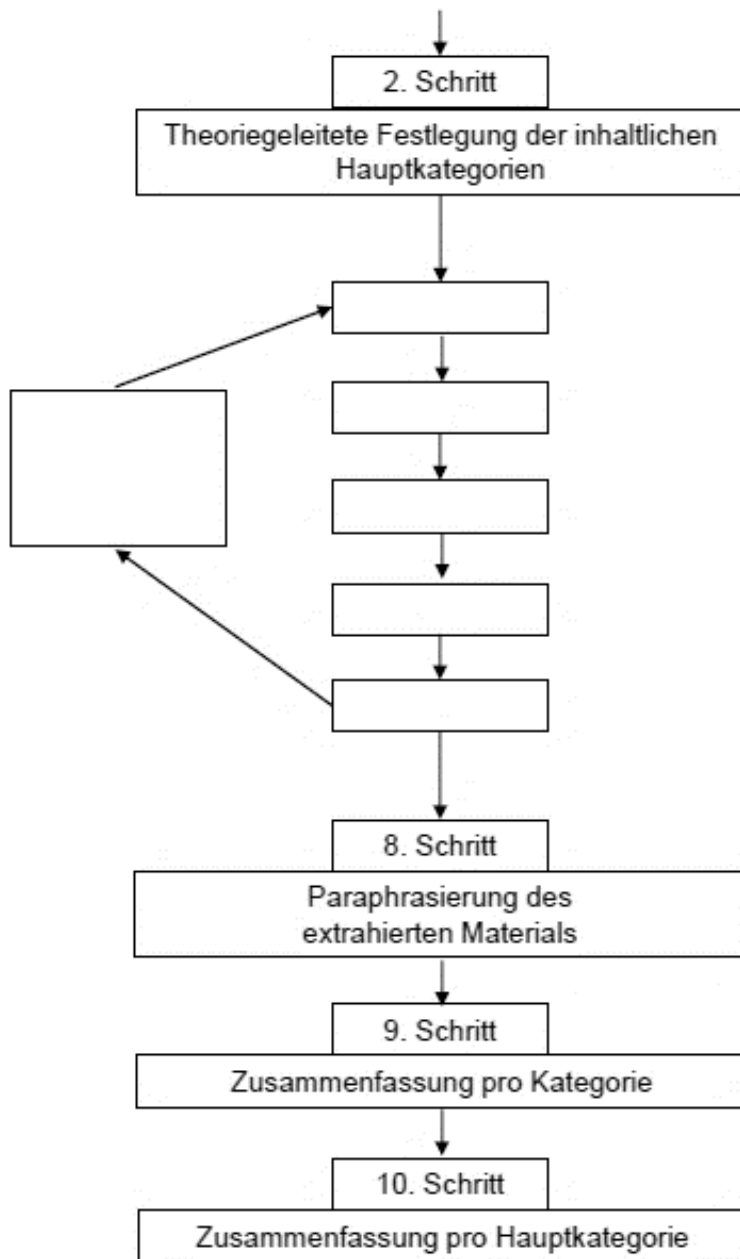 2. Schritt
Theoriegeleitete Festlegung der inhaltlichen
Hauptkategorien
8. Schritt
Paraphrasierung des
extrahierten Materials
9. Schritt
Zusammenfassung pro Kategorie
10. Schritt
Zusammenfassung pro Hauptkategorie